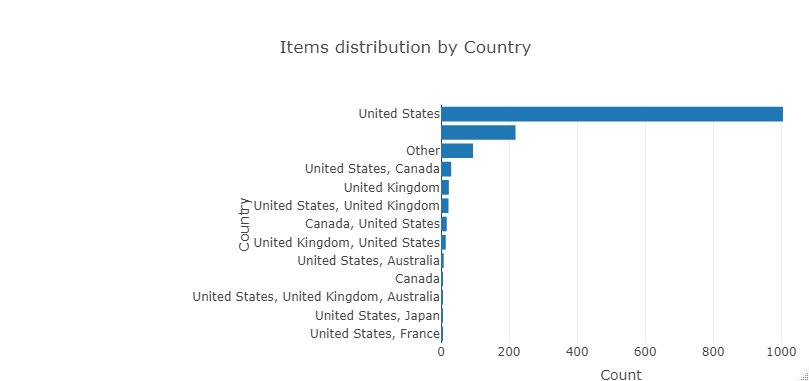 Items distribution by Country
United States
Other
United States, Canada
United Kingdom
United States, United Kingdom
Canada, United States
United Kingdom, United States
United States, Australia
Canada
United States, United Kingdom, Australia
United States, Japan
United States, France
Country
0 200 400 600 800 1000
Count